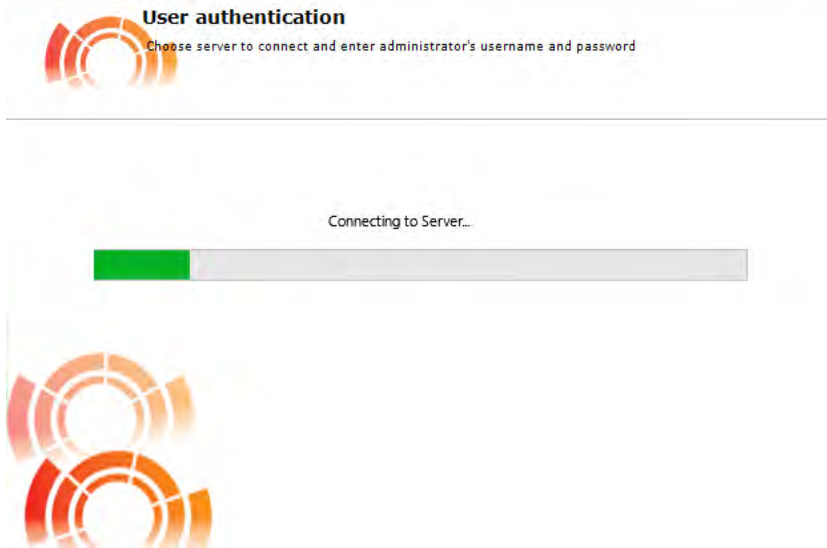 User authentication
Choose server to connect and enter administrator's username and password
Connecting to Server...